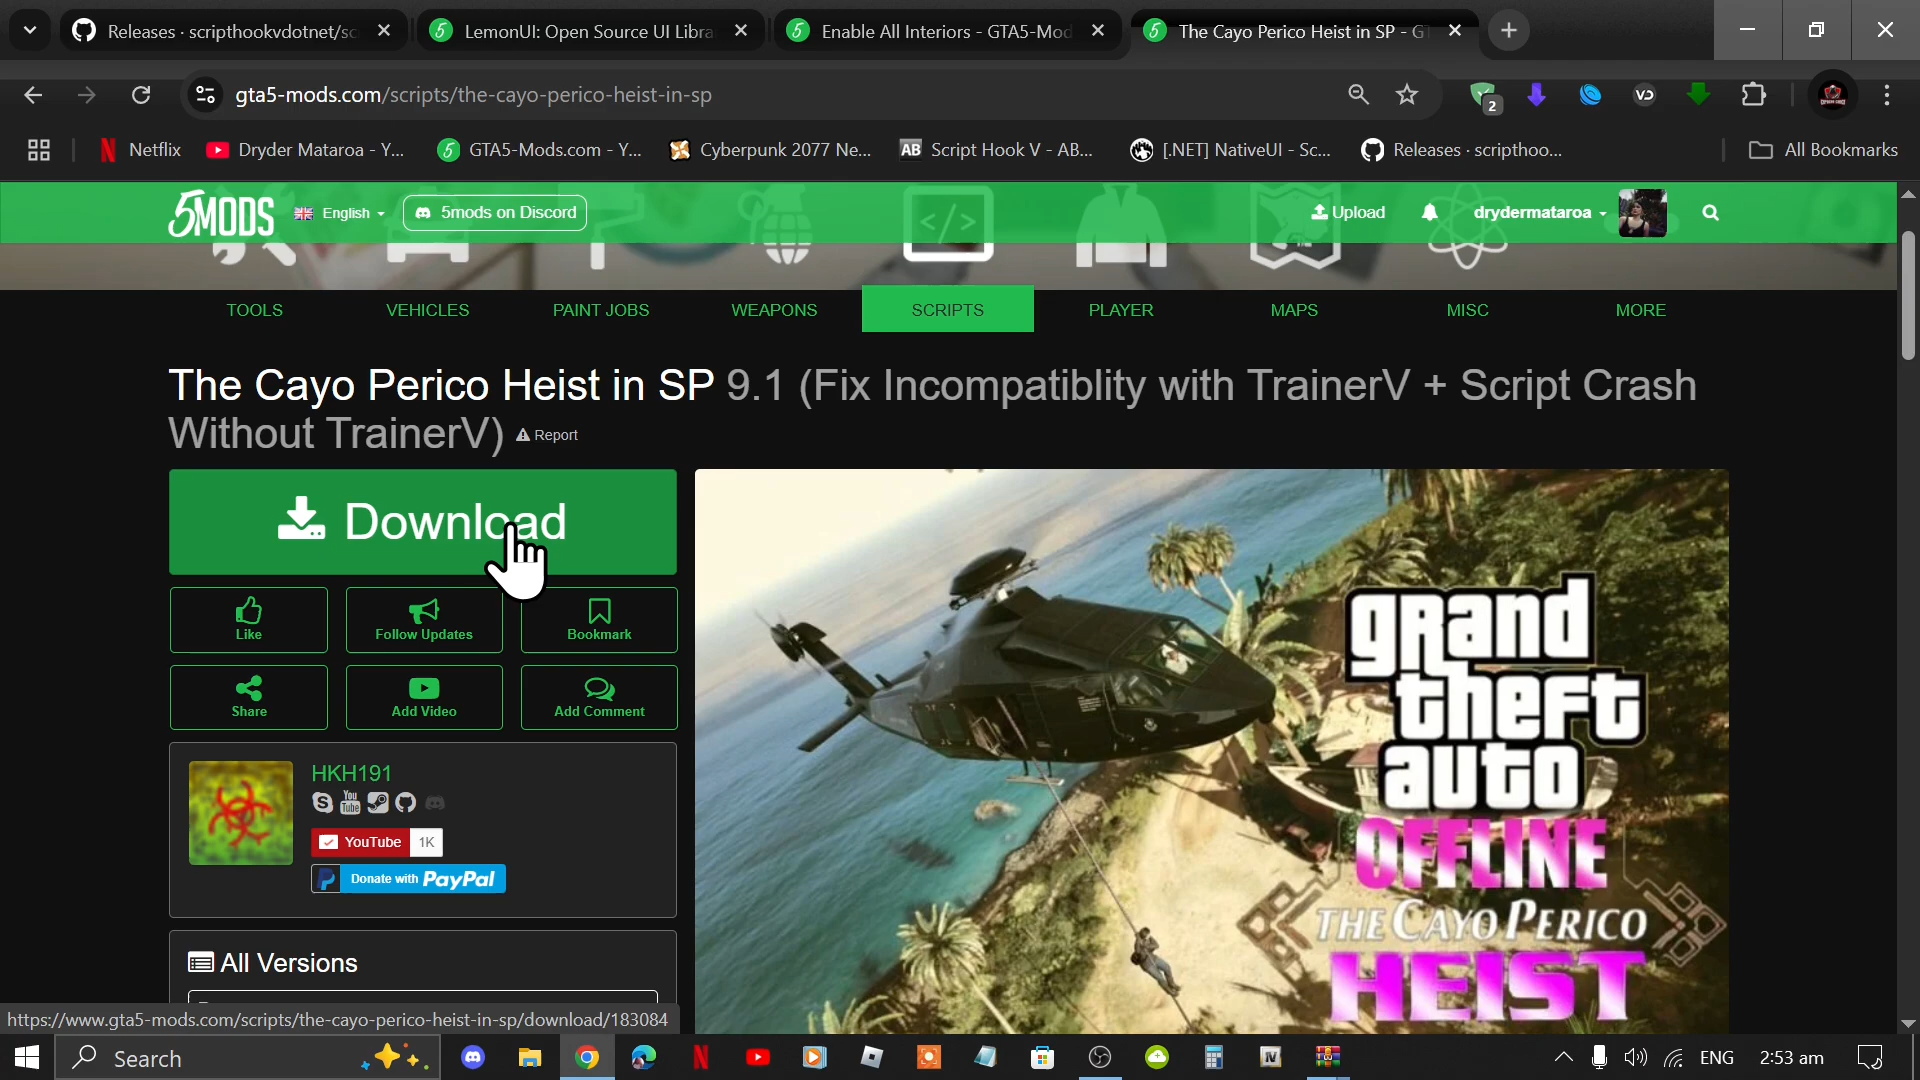 Releases · scripthookvdotnet/sc
LemonUI: Open Source UI Libra
Enable All Interiors - GTA5-Mod
The Cayo Perico Heist in SP - G
gta5-mods.com/scripts/the-cayo-perico-heist-in-sp
2
VD
Netflix
Dryder Mataroa - Y...
GTA5-Mods.com - Y...
Cyberpunk 2077 Ne...
AB Script Hook V - AB...
[.NET] NativeUI - Sc...
Releases · scripthoo...
All Bookmarks
5MODS
English
5mods on Discord
Upload
drydermataroa
TOOLS
VEHICLES
PAINT JOBS
WEAPONS
SCRIPTS
PLAYER
MAPS
MISC
MORE
The Cayo Perico Heist in SP 9.1 (Fix Incompatiblity with TrainerV + Script Crash
Without TrainerV) Report
Download
Like
Follow Updates
Bookmark
Share
Add Video
Add Comment
HKH191
YouTube 1K
Donate with PayPal
All Versions
grand
theft
auto
OFFLINE
THE CAYO PERICO
HEIST
https://www.gta5-mods.com/scripts/the-cayo-perico-heist-in-sp/download/183084
Search
IV
ENG
2:53 am